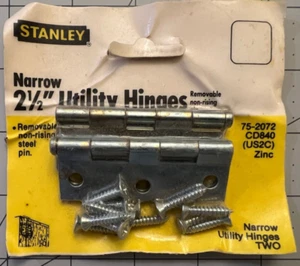 STANLEY
Narrow
2½" Utility Hinges
Removable
non-rising
• Removable
non-rising
steel
pin.
75-2072
CD840
(US2C)
Zinc
Narrow
Utility Hinges
TWO